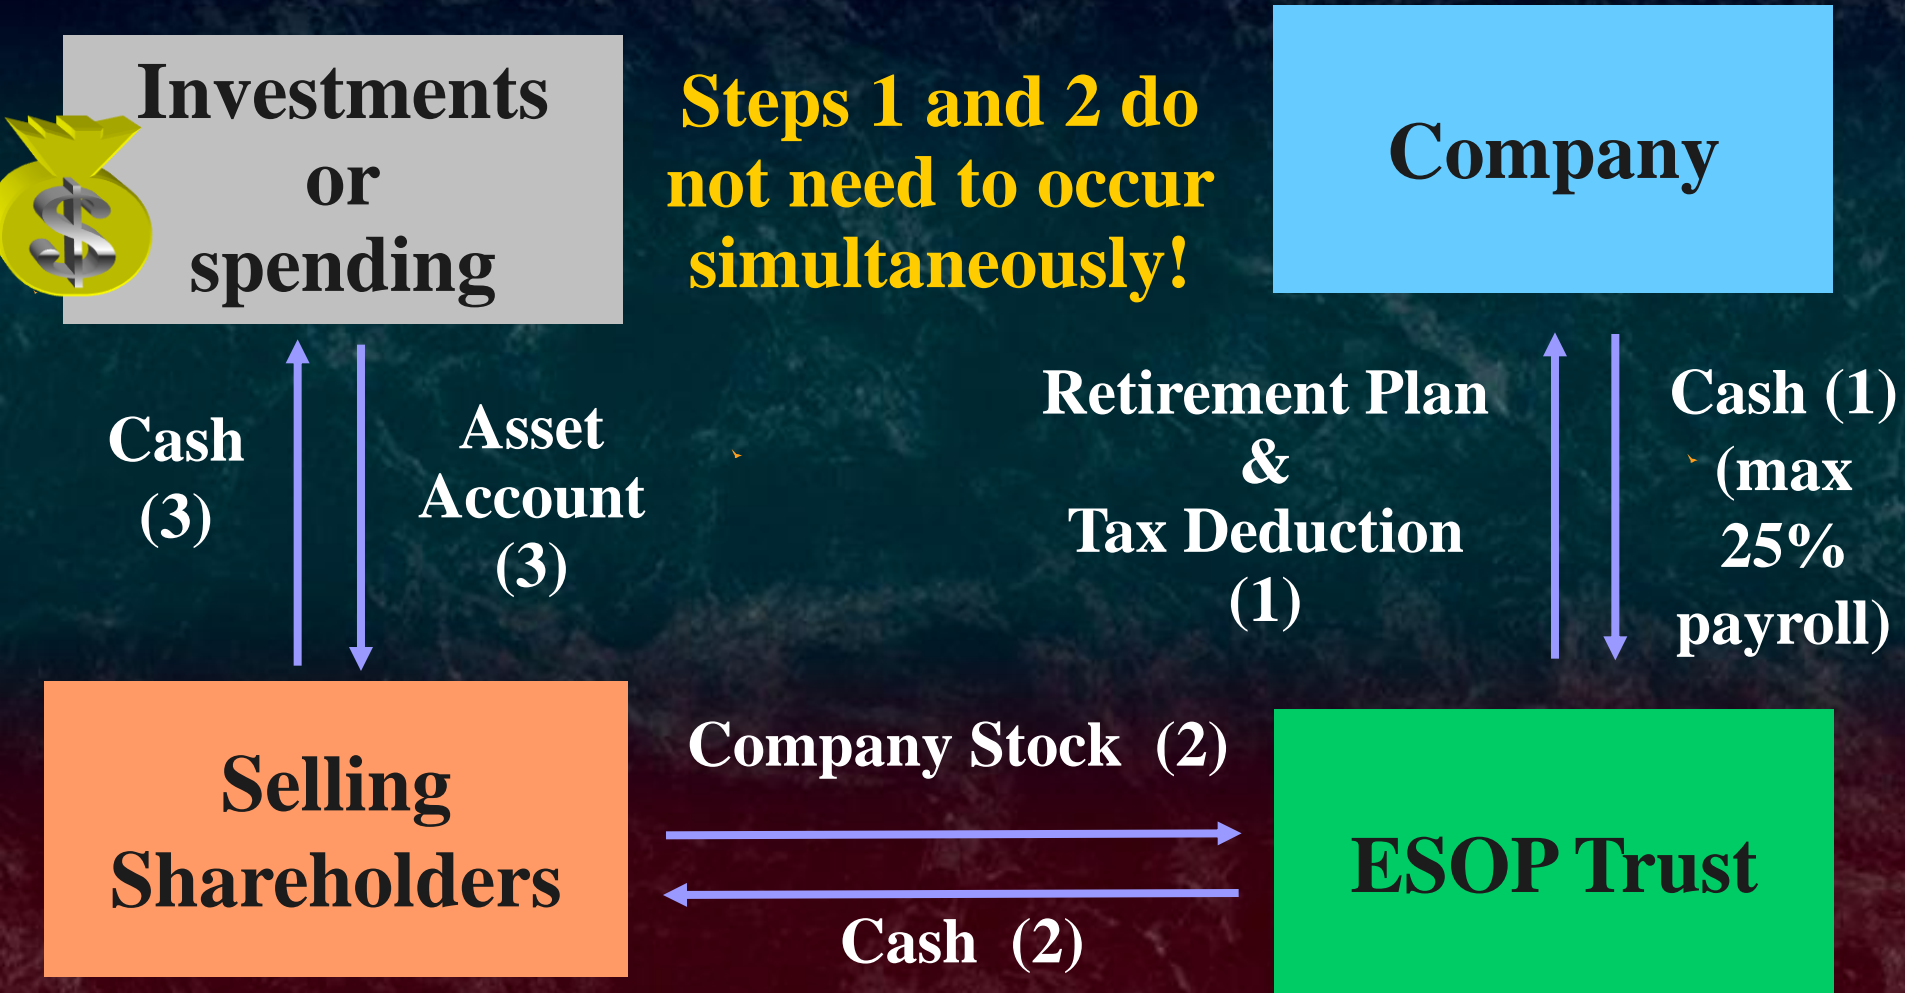 Investments
or
spending
$
Steps 1 and 2 do
not need to occur
simultaneously!
Company
Cash
(3)
Asset
Account
(3)
Retirement Plan
&
Tax Deduction
(1)
Cash (1)
(max
25%
payroll)
Selling
Shareholders
Company Stock (2)
Cash (2)
ESOP Trust